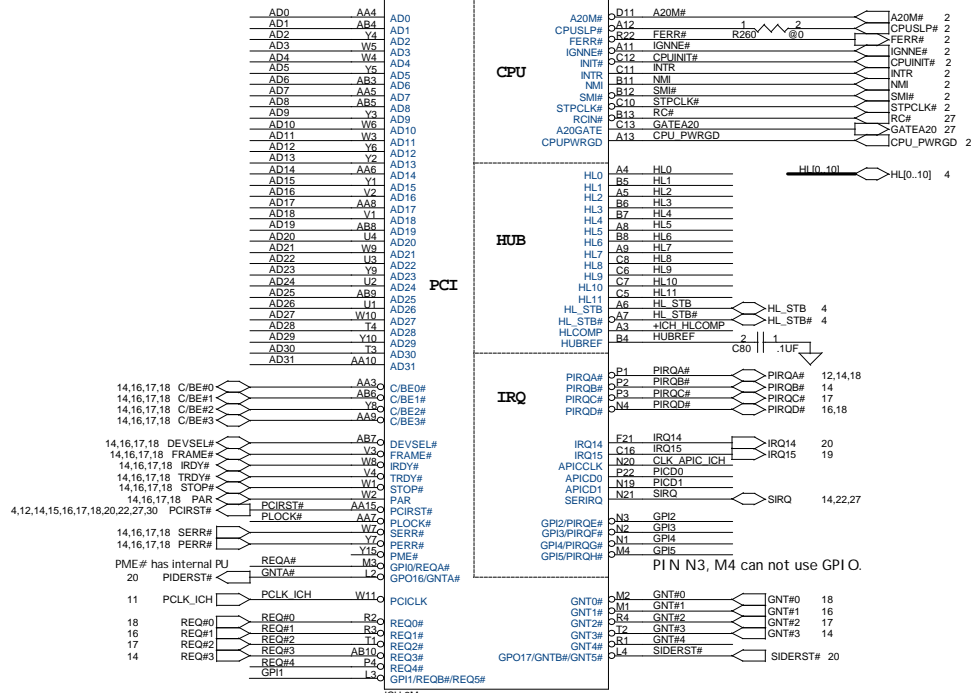 AD0 AA4 AD0
AD1 AB4 AD1
AD2 Y4 AD2
AD3 W5 AD3
AD4 W4 AD4
AD5 Y5 AD5
AD6 AB3 AD6
AD7 AA5 AD7
AD8 AB5 AD8
AD9 Y3 AD9
AD10 W6 AD10
AD11 W3 AD11
AD12 Y6 AD12
AD13 Y2 AD13
AD14 AA6 AD14
AD15 Y1 AD15
AD16 V2 AD16
AD17 AA8 AD17
AD18 V1 AD18
AD19 AB8 AD19
AD20 U4 AD20
AD21 W9 AD21
AD22 U3 AD22
AD23 Y9 AD23
AD24 U2 AD24
AD25 AB9 AD25
AD26 U1 AD26
AD27 W10 AD27
AD28 T4 AD28
AD29 Y10 AD29
AD30 T3 AD30
AD31 AA10 AD31
PCI
14,16,17,18 C/BE#0 AA3 C/BE0#
14,16,17,18 C/BE#1 AB6 C/BE1#
14,16,17,18 C/BE#2 Y8 C/BE2#
14,16,17,18 C/BE#3 AA9 C/BE3#
14,16,17,18 DEVSEL# AB7 DEVSEL#
14,16,17,18 FRAME# V3 FRAME#
14,16,17,18 IRDY# W8 IRDY#
14,16,17,18 TRDY# V4 TRDY#
14,16,17,18 STOP# W1 STOP#
14,16,17,18 PAR W2 PAR
4,12,14,15,16,17,18,20,22,27,30 PCIRST# PCIRST# AA15 PCIRST#
PLOCK# AA7 PLOCK#
14,16,17,18 SERR# W7 SERR#
14,16,17,18 PERR# Y7 PERR#
Y15 PME#
PME# has internal PU REQA# M3 GPI0/REQA#
20 PIDERST# GNTA# L2 GPO16/GNTA#
11 PCLK_ICH PCLK_ICH W11 PCICLK
18 REQ#0 REQ#0 R2 REQ0#
16 REQ#1 REQ#1 R3 REQ1#
17 REQ#2 REQ#2 T1 REQ2#
14 REQ#3 REQ#3 AB10 REQ3#
REQ#4 P4 REQ4#
GPI1 L3 GPI1/REQB#/REQ5#
CPU
A20M# D11 A20M# A20M# 2
CPUSLP# A12 1 R260 2 @0 CPUSLP# 2
FERR# R22 FERR# FERR# 2
IGNNE# A11 IGNNE# IGNNE# 2
INIT# C12 CPUINIT# CPUINIT# 2
INTR C11 INTR INTR 2
NMI B11 NMI NMI 2
SMI# B12 SMI# SMI# 2
STPCLK# C10 STPCLK# STPCLK# 2
RCIN# B13 RC# RC# 27
A20GATE C13 GATEA20 GATEA20 27
CPUPWRGD A13 CPU_PWRGD CPU_PWRGD 2
HUB
HL0 A4 HL0 HL[0..10] HL[0..10] 4
HL1 B5 HL1
HL2 A5 HL2
HL3 B6 HL3
HL4 B7 HL4
HL5 A8 HL5
HL6 B8 HL6
HL7 A9 HL7
HL8 C8 HL8
HL9 C6 HL9
HL10 C7 HL10
HL11 C5 HL11
HL_STB A6 HL_STB HL_STB 4
HL_STB# A7 HL_STB# HL_STB# 4
HLCOMP A3 +ICH_HLCOMP
HUBREF B4 HUBREF 2 C80 1 .1UF
IRQ
PIRQA# P1 PIRQA# PIRQA# 12,14,18
PIRQB# P2 PIRQB# PIRQB# 14
PIRQC# P3 PIRQC# PIRQC# 17
PIRQD# N4 PIRQD# PIRQD# 16,18
IRQ14 F21 IRQ14 IRQ14 20
IRQ15 C16 IRQ15 IRQ15 19
APICCLK N20 CLK_APIC_ICH
APICD0 P22 PICD0
APICD1 N19 PICD1
SERIRQ N21 SIRQ SIRQ 14,22,27
GPI2/PIRQE# N3 GPI2
GPI3/PIRQF# N2 GPI3
GPI4/PIRQG# N1 GPI4
GPI5/PIRQH# M4 GPI5
PIN N3, M4 can not use GPIO.
GNT0# M2 GNT#0 GNT#0 18
GNT1# M1 GNT#1 GNT#1 16
GNT2# R4 GNT#2 GNT#2 17
GNT3# T2 GNT#3 GNT#3 14
GNT4# R1 GNT#4
GPO17/GNTB#/GNT5# L4 SIDERST# SIDERST# 20